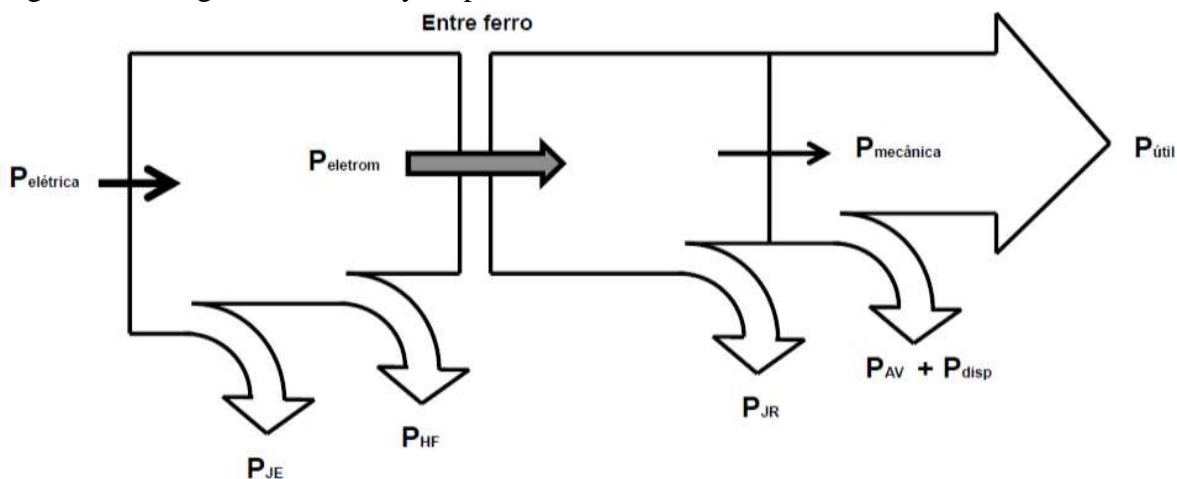 Entre ferro
Pelétrica
Peletrom
Pmecânica
Pútil
PAV + Pdisp
PJR
PHF
PJE